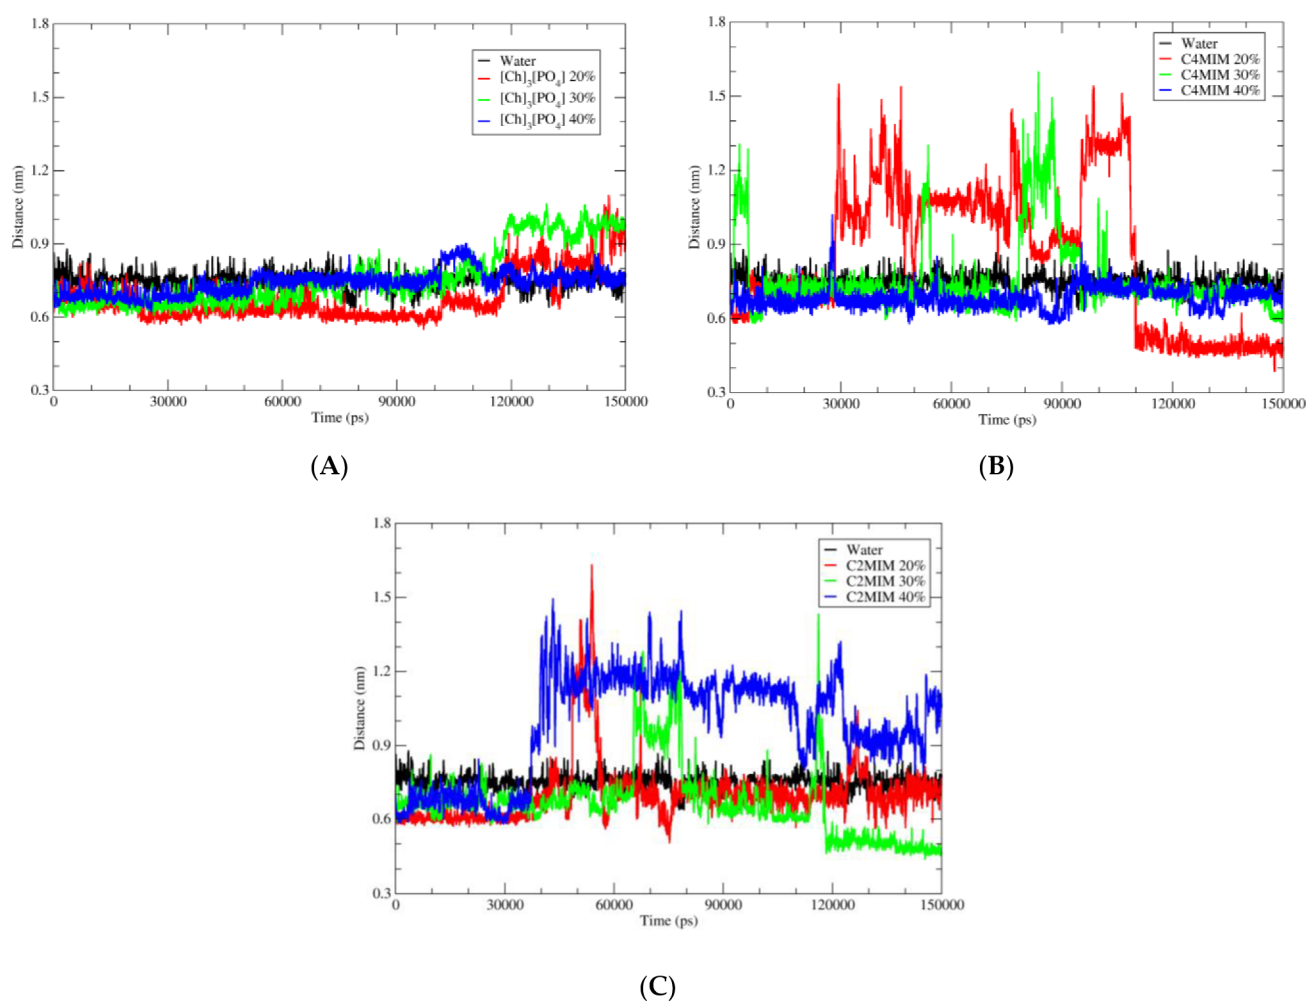 1.8
1.5
1.2
0.9
0.6
0.3
Distance (nm)
Water
[Ch]₃[PO₄] 20%
[Ch]₃[PO₄] 30%
[Ch]₃[PO₄] 40%
0 30000 60000 90000 120000 150000
Time (ps)
(A)
1.8
1.5
1.2
0.9
0.6
0.3
Distance (nm)
Water
C4MIM 20%
C4MIM 30%
C4MIM 40%
0 30000 60000 90000 120000 150000
Time (ps)
(B)
1.8
1.5
1.2
0.9
0.6
0.3
Distance (nm)
Water
C2MIM 20%
C2MIM 30%
C2MIM 40%
0 30000 60000 90000 120000 150000
Time (ps)
(C)